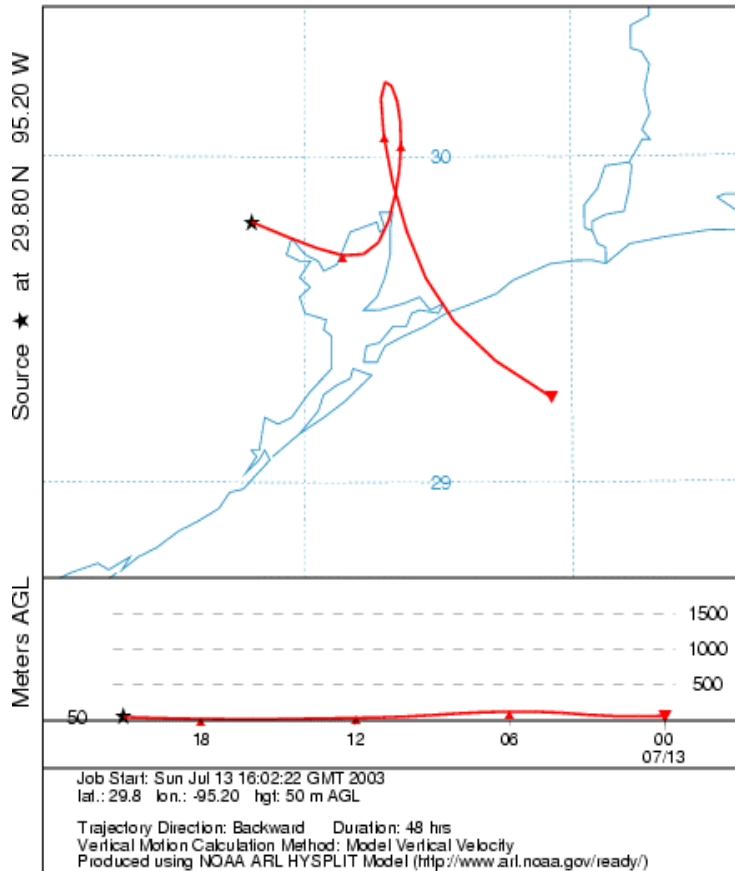 Source ★ at 29.80 N 95.20 W
30
29
Meters AGL
1500
1000
500
50
18 12 06 00
07/13
Job Start: Sun Jul 13 16:02:22 GMT 2003
lat.: 29.8 lon.: -95.20 hgt: 50 m AGL
Trajectory Direction: Backward Duration: 48 hrs
Vertical Motion Calculation Method: Model Vertical Velocity
Produced using NOAA ARL HYSPLIT Model (http://www.arl.noaa.gov/ready/)